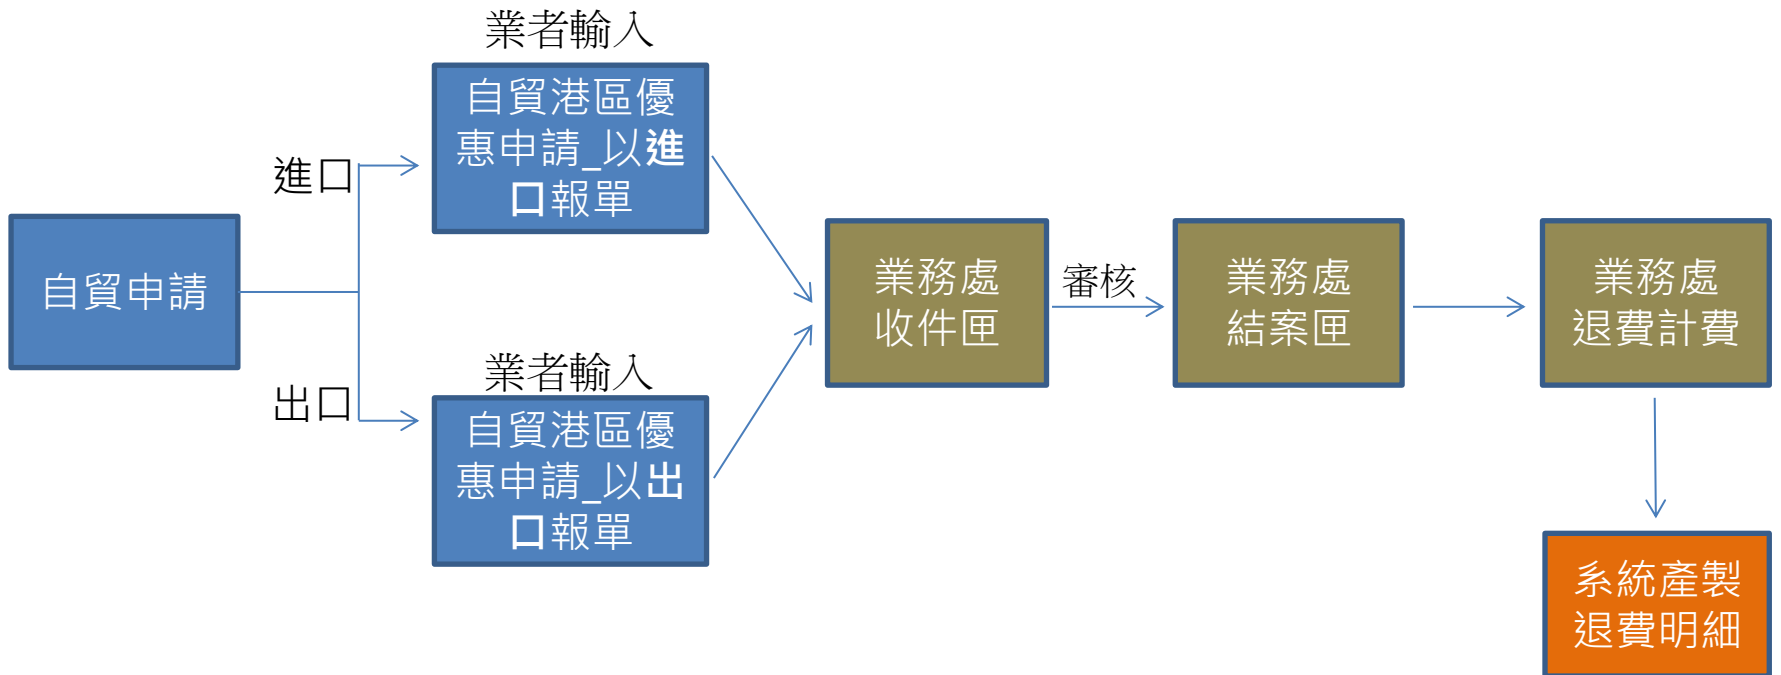 業者輸入
自貿港區優
惠申請_以進
口報單
進口
自貿申請
出口
業者輸入
自貿港區優
惠申請_以出
口報單
業務處
收件匣
審核
業務處
結案匣
業務處
退費計費
系統產製
退費明細